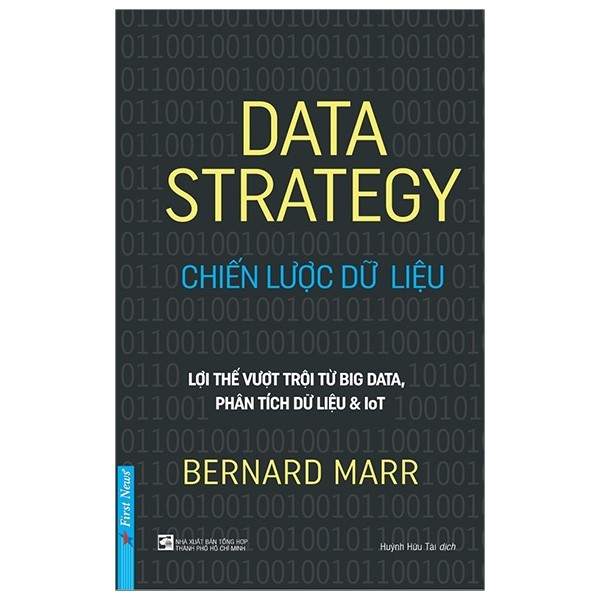 DATA
STRATEGY
CHIẾN LƯỢC DỮ LIỆU
LỢI THẾ VƯỢT TRỘI TỪ BIG DATA,
PHÂN TÍCH DỮ LIỆU & IoT
BERNARD MARR
First News
NHÀ XUẤT BẢN TỔNG HỢP
THÀNH PHỐ HỒ CHÍ MINH
Huỳnh Hữu Tài dịch